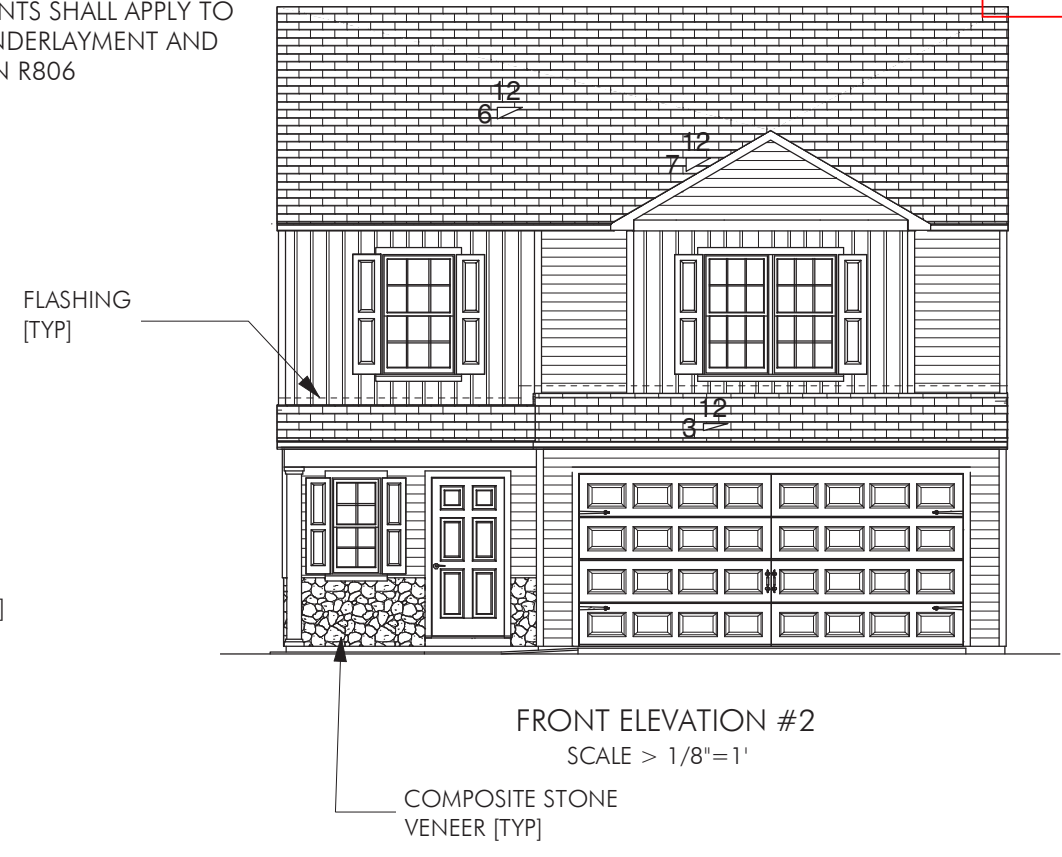 NTS SHALL APPLY TO
NDERLAYMENT AND
N R806
12
6
12
7
FLASHING
[TYP]
12
3
]
FRONT ELEVATION #2
SCALE > 1/8"=1'
COMPOSITE STONE
VENEER [TYP]